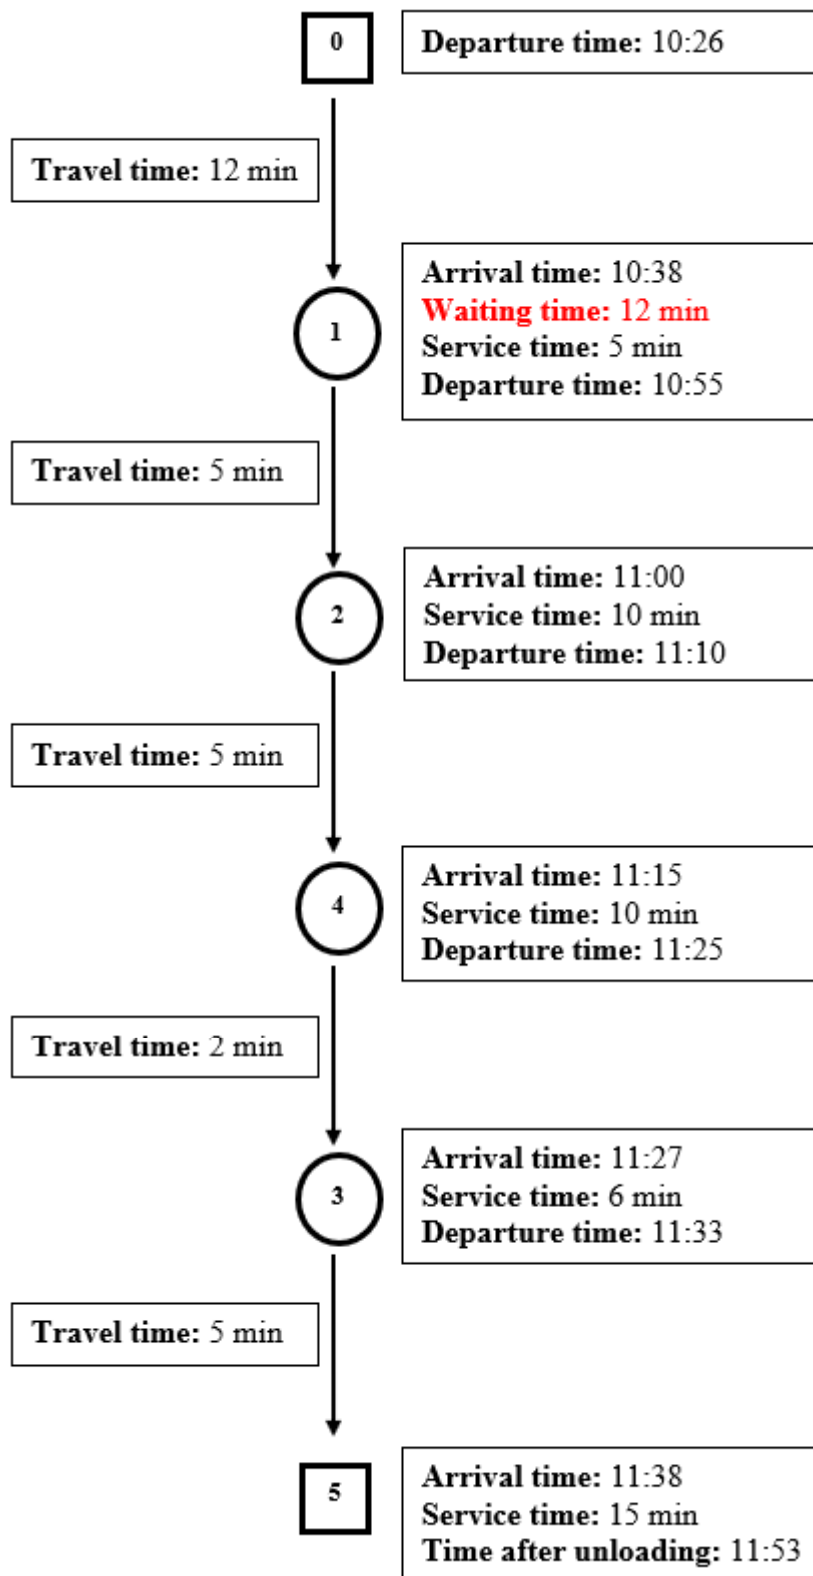 0
Departure time: 10:26
Travel time: 12 min
Arrival time: 10:38
Waiting time: 12 min
1
Service time: 5 min
Departure time: 10:55
Travel time: 5 min
Arrival time: 11:00
2
Service time: 10 min
Departure time: 11:10
Travel time: 5 min
Arrival time: 11:15
4
Service time: 10 min
Departure time: 11:25
Travel time: 2 min
Arrival time: 11:27
3
Service time: 6 min
Departure time: 11:33
Travel time: 5 min
Arrival time: 11:38
5
Service time: 15 min
Time after unloading: 11:53